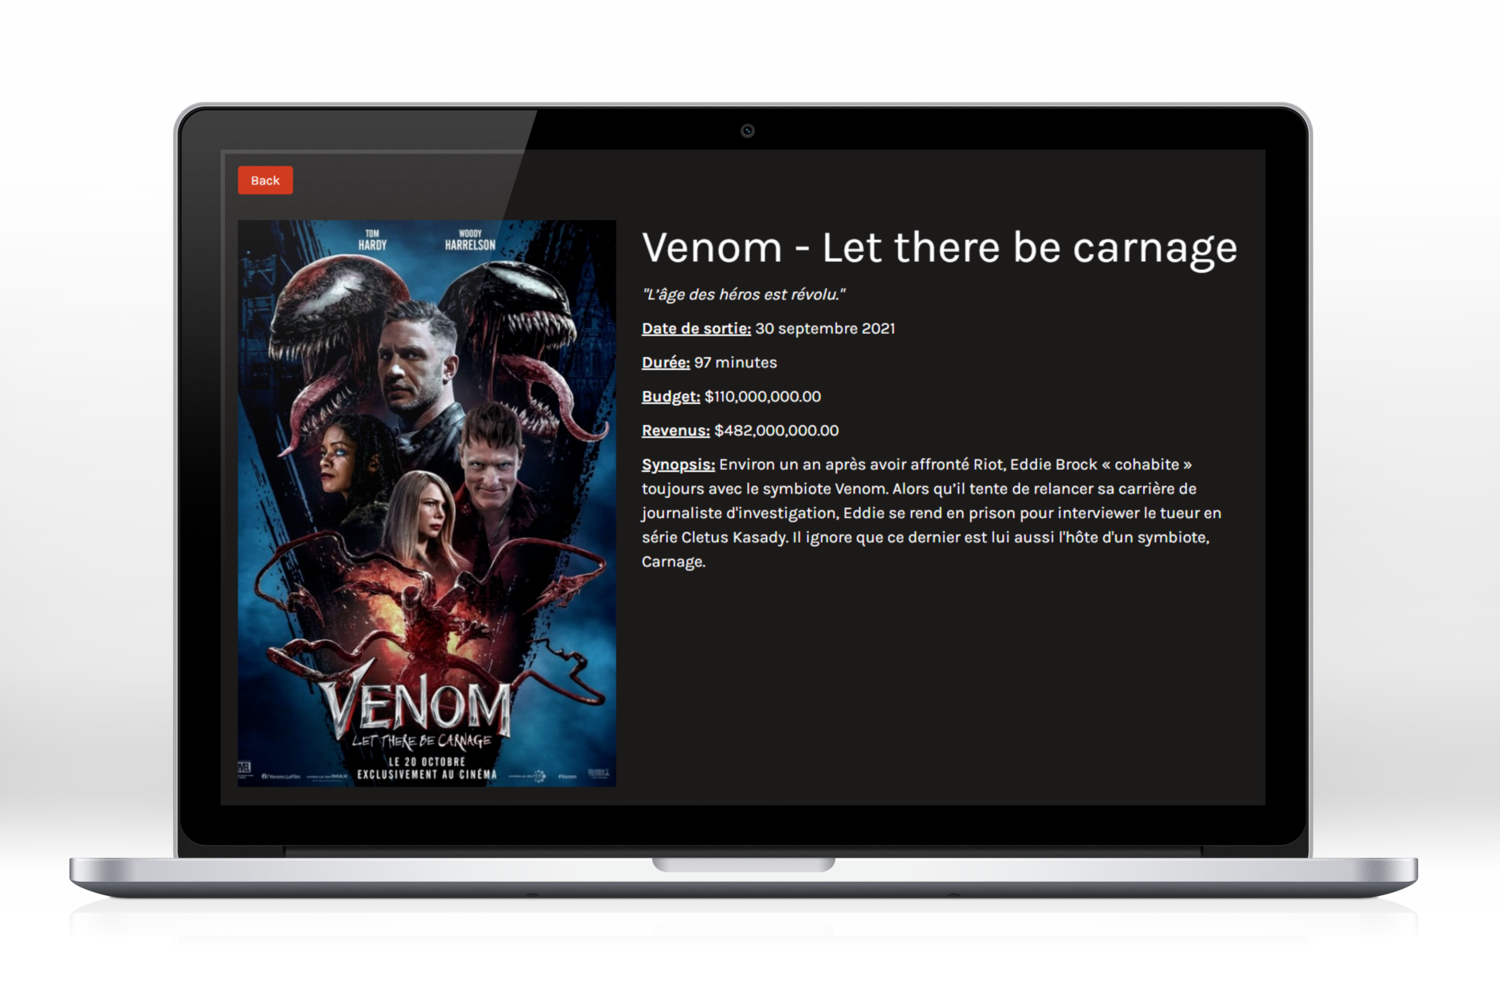 Back
TOM
HARDY
WOODY
HARRELSON
VENOM
LET THERE BE CARNAGE
LE 20 OCTOBRE
EXCLUSIVEMENT AU CINÉMA
Venom - Let there be carnage
"L'âge des héros est révolu."
Date de sortie: 30 septembre 2021
Durée: 97 minutes
Budget: $110,000,000.00
Revenus: $482,000,000.00
Synopsis: Environ un an après avoir affronté Riot, Eddie Brock « cohabite »
toujours avec le symbiote Venom. Alors qu'il tente de relancer sa carrière de
journaliste d'investigation, Eddie se rend en prison pour interviewer le tueur en
série Cletus Kasady. Il ignore que ce dernier est lui aussi l'hôte d'un symbiote,
Carnage.